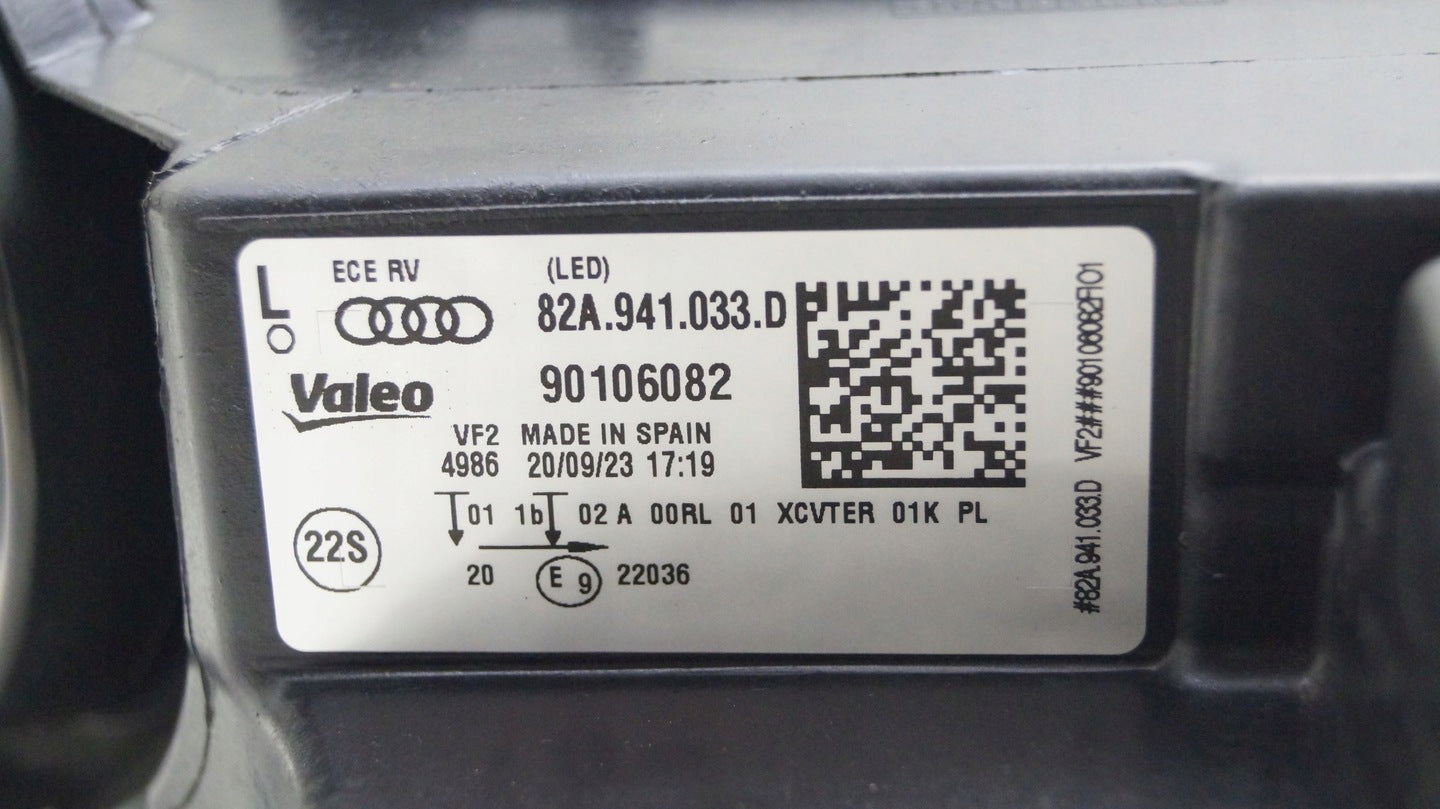 L
ECE RV
(LED)
82A.941.033.D
Valeo
90106082
VF2 MADE IN SPAIN
4986 20/09/23 17:19
01 1b 02 A 00RL 01 XCVTER 01K PL
22S
20 E 9 22036
#82A.941.033.D VF2###90106082R01